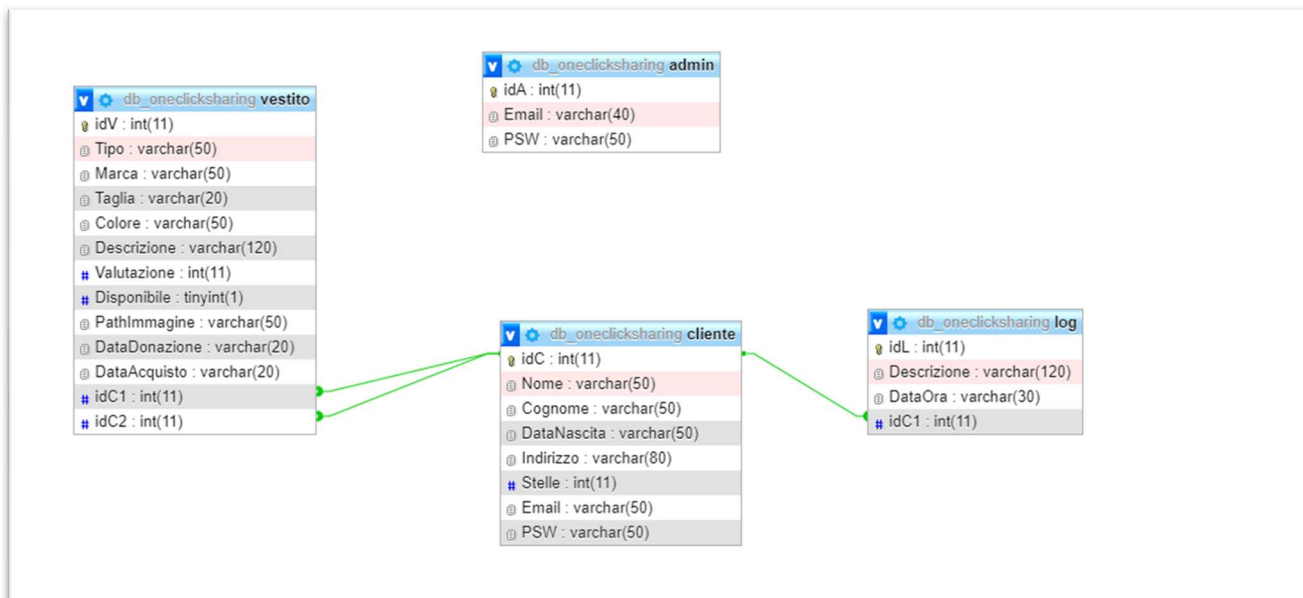 db_oneclicksharing vestito
idV : int(11)
Tipo : varchar(50)
Marca : varchar(50)
Taglia : varchar(20)
Colore : varchar(50)
Descrizione : varchar(120)
# Valutazione : int(11)
# Disponibile : tinyint(1)
PathImmagine : varchar(50)
DataDonazione : varchar(20)
DataAcquisto : varchar(20)
# idC1 : int(11)
# idC2 : int(11)
db_oneclicksharing admin
idA : int(11)
Email : varchar(40)
PSW : varchar(50)
db_oneclicksharing cliente
idC : int(11)
Nome : varchar(50)
Cognome : varchar(50)
DataNascita : varchar(50)
Indirizzo : varchar(80)
# Stelle : int(11)
Email : varchar(50)
PSW : varchar(50)
db_oneclicksharing log
idL : int(11)
Descrizione : varchar(120)
DataOra : varchar(30)
# idC1 : int(11)